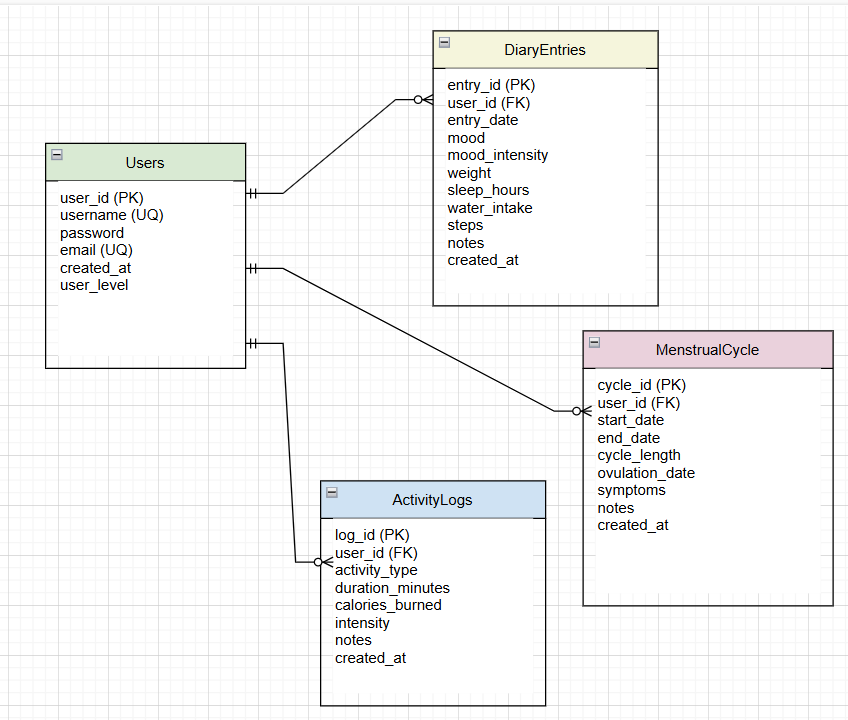 DiaryEntries
entry_id (PK)
user_id (FK)
entry_date
mood
mood_intensity
weight
sleep_hours
water_intake
steps
notes
created_at
Users
user_id (PK)
username (UQ)
password
email (UQ)
created_at
user_level
MenstrualCycle
cycle_id (PK)
user_id (FK)
start_date
end_date
cycle_length
ovulation_date
symptoms
notes
created_at
ActivityLogs
log_id (PK)
user_id (FK)
activity_type
duration_minutes
calories_burned
intensity
notes
created_at